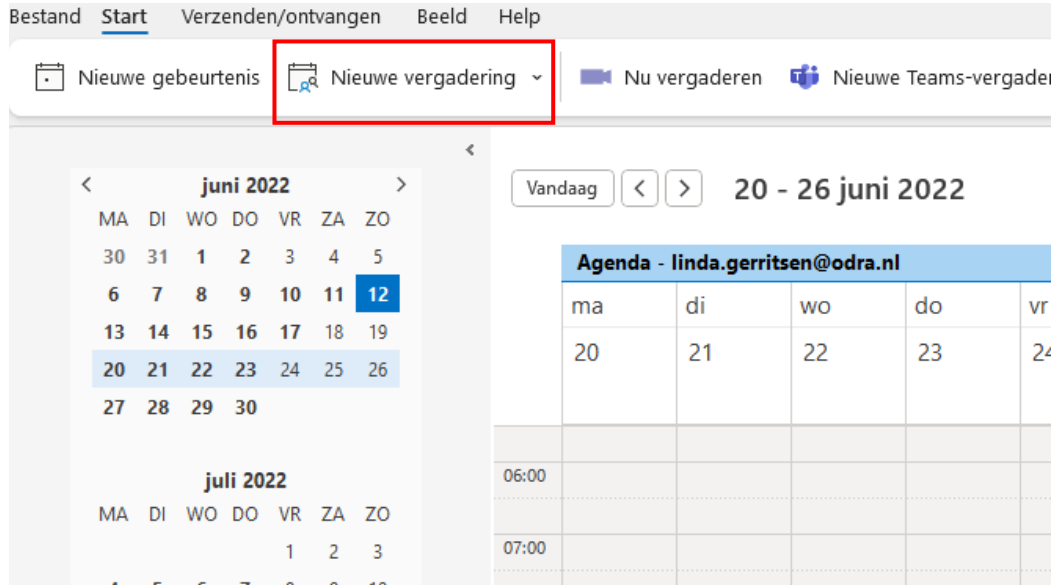 Bestand Start Verzenden/ontvangen Beeld Help
Nieuwe gebeurtenis Nieuwe vergadering Nu vergaderen Nieuwe Teams-vergader
juni 2022
MA DI WO DO VR ZA ZO
30 31 1 2 3 4 5
6 7 8 9 10 11 12
13 14 15 16 17 18 19
20 21 22 23 24 25 26
27 28 29 30
juli 2022
MA DI WO DO VR ZA ZO
1 2 3
Vandaag 20 - 26 juni 2022
Agenda - linda.gerritsen@odra.nl
ma di wo do vr
20 21 22 23 24
06:00
07:00